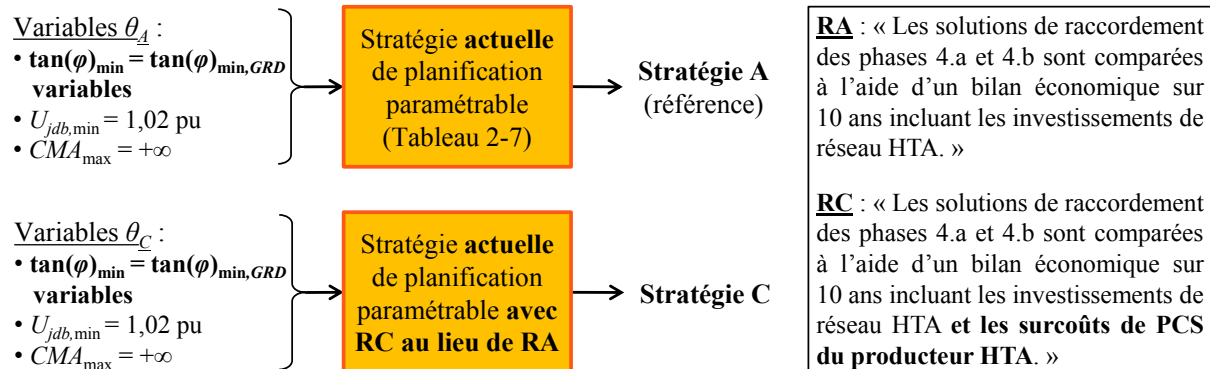 Variables θA :
• tan(φ)min = tan(φ)min,GRD
variables
• Ujdb,min = 1,02 pu
• CMAmax = +∞
Stratégie actuelle
de planification
paramétrable
(Tableau 2-7)
Stratégie A
(référence)
Variables θC :
• tan(φ)min = tan(φ)min,GRD
variables
• Ujdb,min = 1,02 pu
• CMAmax = +∞
Stratégie actuelle
de planification
paramétrable avec
RC au lieu de RA
Stratégie C
RA : « Les solutions de raccordement
des phases 4.a et 4.b sont comparées
à l’aide d’un bilan économique sur
10 ans incluant les investissements de
réseau HTA. »
RC : « Les solutions de raccordement
des phases 4.a et 4.b sont comparées
à l’aide d’un bilan économique sur
10 ans incluant les investissements de
réseau HTA et les surcoûts de PCS
du producteur HTA. »